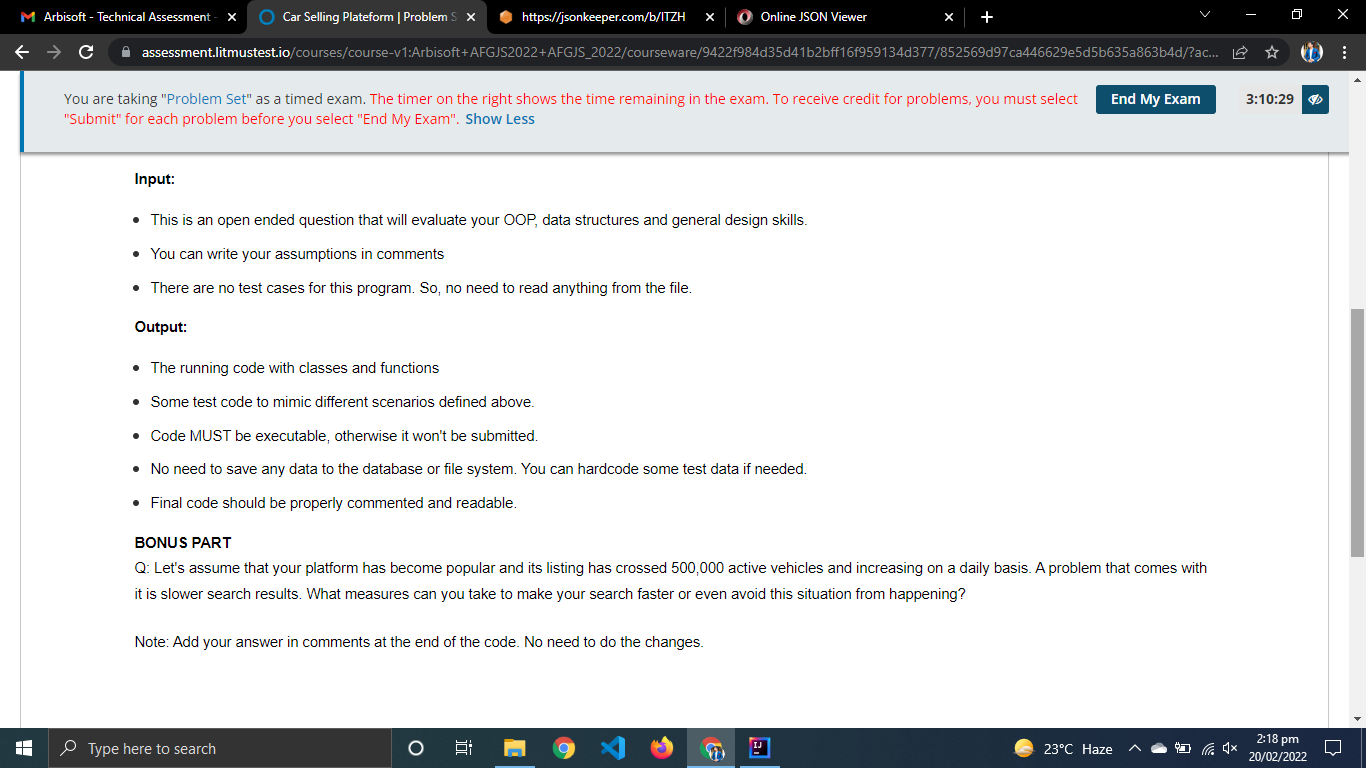 Arbisoft - Technical Assessment -
Car Selling Plateform | Problem S
https://jsonkeeper.com/b/ITZH
Online JSON Viewer
assessment.litmustest.io/courses/course-v1:Arbisoft+AFGJS2022+AFGJS_2022/courseware/9422f984d35d41b2bff16f959134d377/852569d97ca446629e5d5b635a863b4d/?ac...
You are taking "Problem Set" as a timed exam. The timer on the right shows the time remaining in the exam. To receive credit for problems, you must select
"Submit" for each problem before you select "End My Exam". Show Less
End My Exam
3:10:29
Input:
• This is an open ended question that will evaluate your OOP, data structures and general design skills.
• You can write your assumptions in comments
• There are no test cases for this program. So, no need to read anything from the file.
Output:
• The running code with classes and functions
• Some test code to mimic different scenarios defined above.
• Code MUST be executable, otherwise it won't be submitted.
• No need to save any data to the database or file system. You can hardcode some test data if needed.
• Final code should be properly commented and readable.
BONUS PART
Q: Let's assume that your platform has become popular and its listing has crossed 500,000 active vehicles and increasing on a daily basis. A problem that comes with
it is slower search results. What measures can you take to make your search faster or even avoid this situation from happening?
Note: Add your answer in comments at the end of the code. No need to do the changes.
Type here to search
IJ
23°C Haze
2:18 pm
20/02/2022